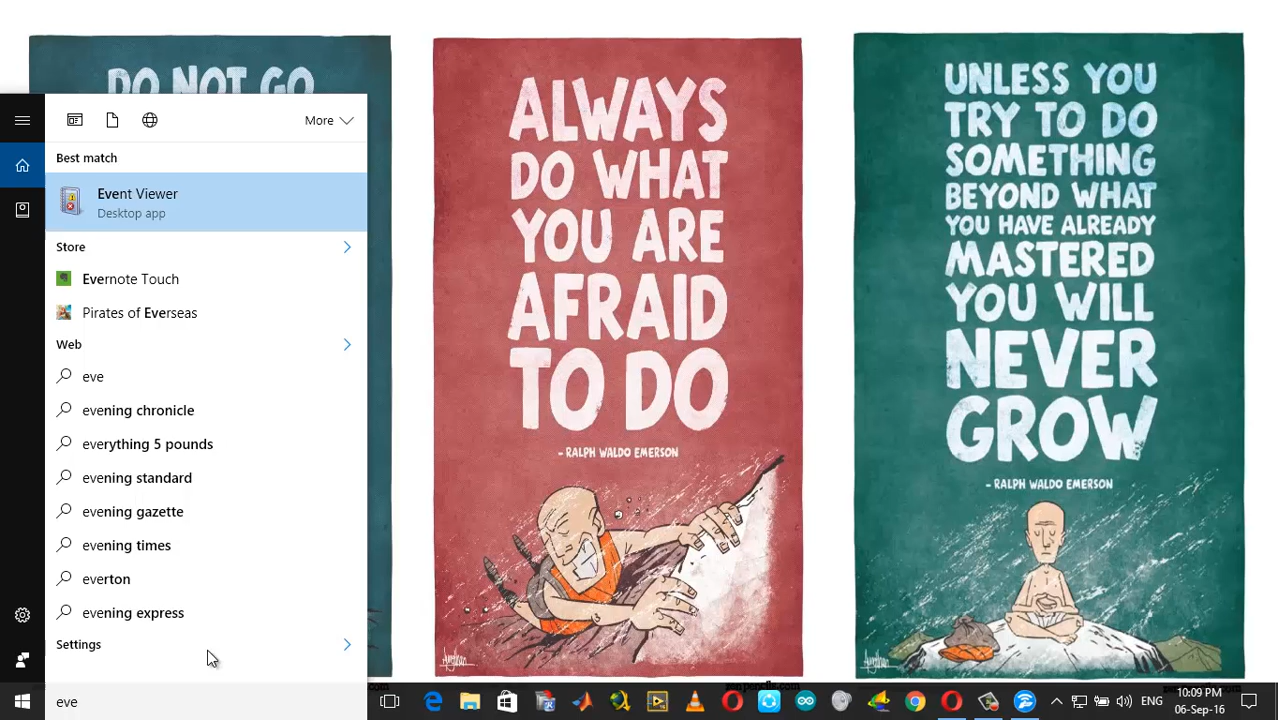 DO NOT GO
More
Best match
Event Viewer
Desktop app
Store
Evernote Touch
Pirates of Everseas
Web
eve
evening chronicle
everything 5 pounds
evening standard
evening gazette
evening times
everton
evening express
Settings
eve
ALWAYS
DO WHAT
YOU ARE
AFRAID
TO DO
- RALPH WALDO EMERSON
UNLESS YOU
TRY TO DO
SOMETHING
BEYOND WHAT
YOU HAVE ALREADY
MASTERED
YOU WILL
NEVER
GROW
- RALPH WALDO EMERSON
ENG
10:09 PM
06-Sep-16